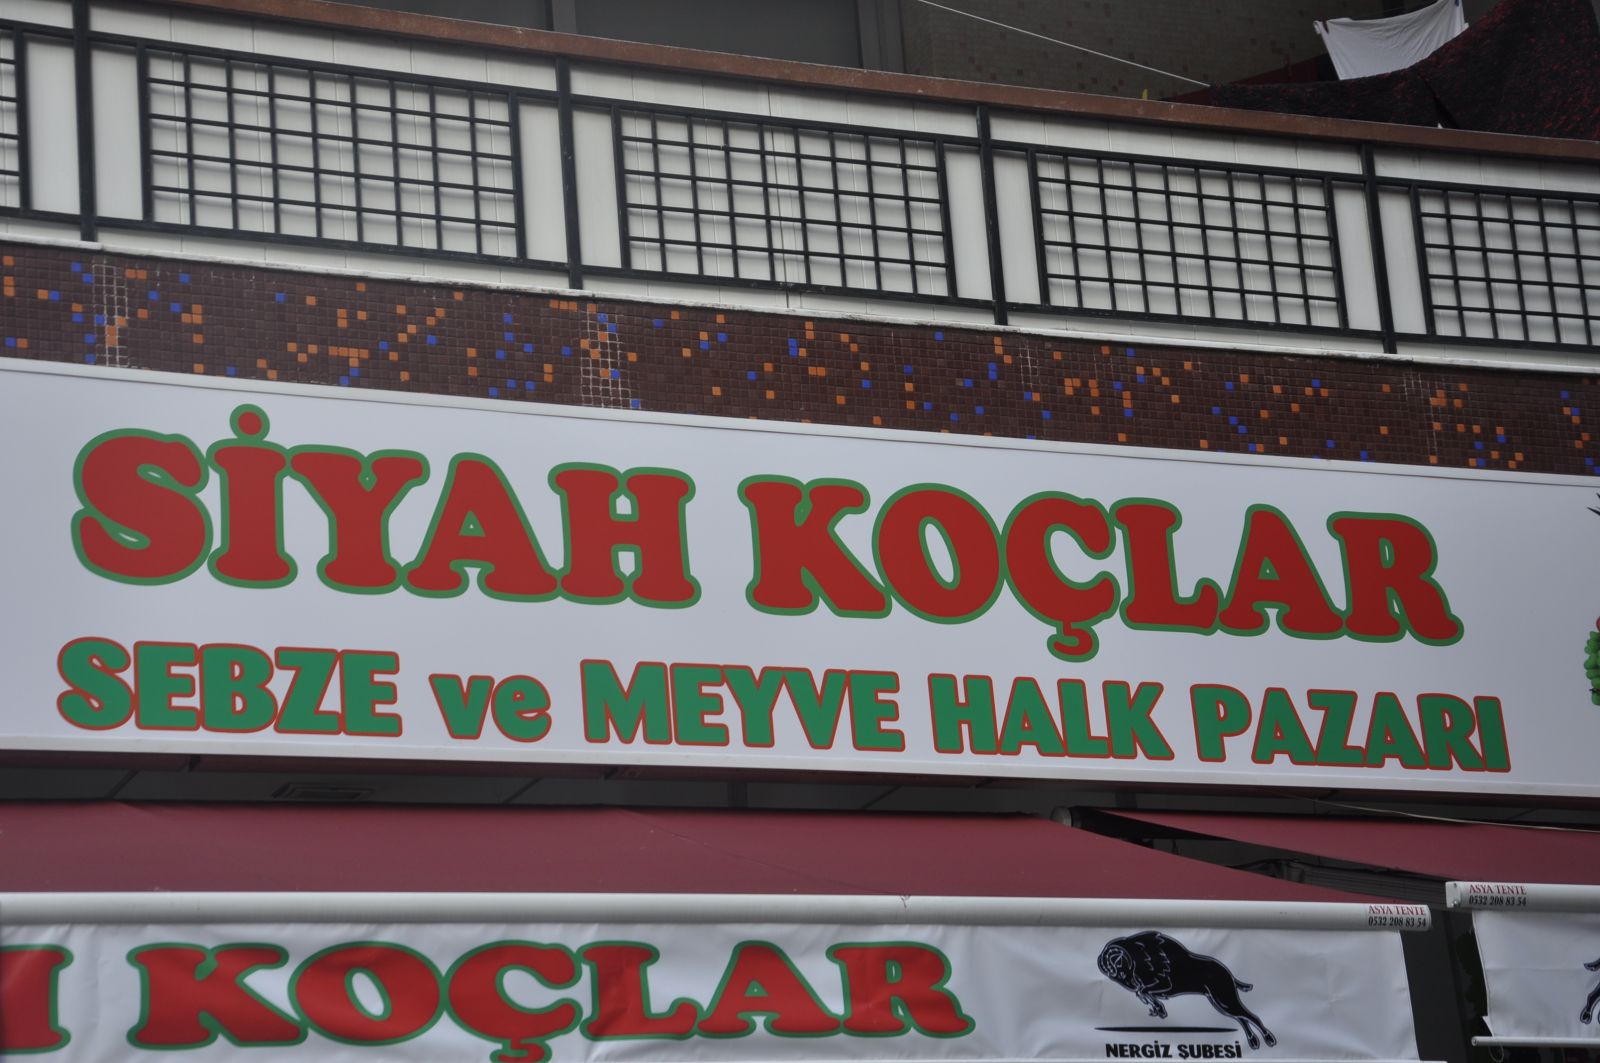 SİYAH KOÇLAR
SEBZE ve MEYVE HALK PAZARI
ASYA TENTE
0532 208 83 54
ASYA TENTE
0532 208 83 54
KOÇLAR
NERGİZ ŞUBESİ